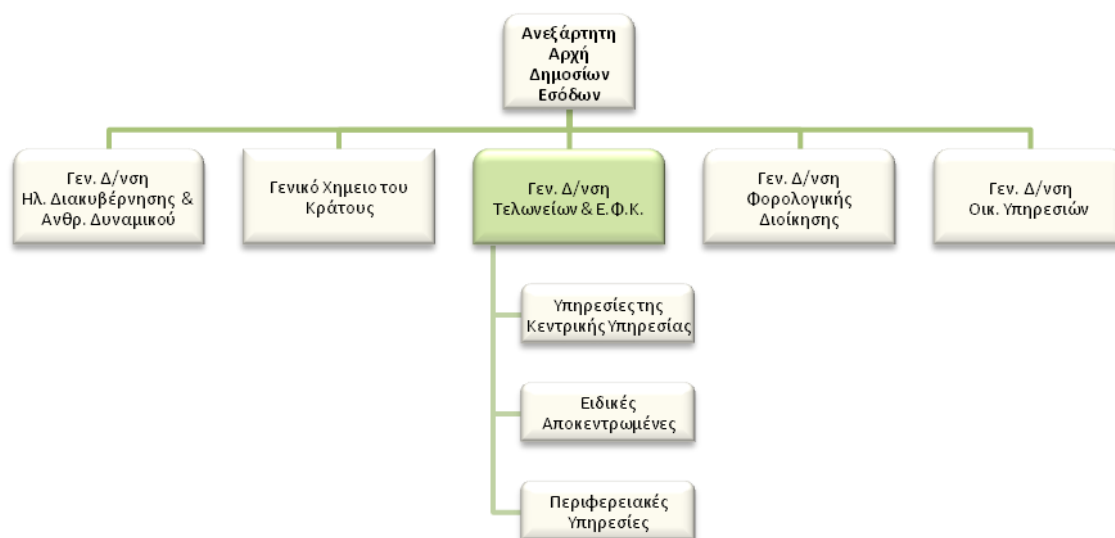 Ανεξάρτητη
Αρχή
Δημοσίων
Εσόδων
Γεν. Δ/νση
Ηλ. Διακυβέρνησης &
Ανθρ. Δυναμικού
Γενικό Χημειο του
Κράτους
Γεν. Δ/νση
Τελωνείων & Ε.Φ.Κ.
Γεν. Δ/νση
Φορολογικής
Διοίκησης
Γεν. Δ/νση
Οικ. Υπηρεσιών
Υπηρεσίες της
Κεντρικής Υπηρεσίας
Ειδικές
Αποκεντρωμένες
Περιφερειακές
Υπηρεσίες